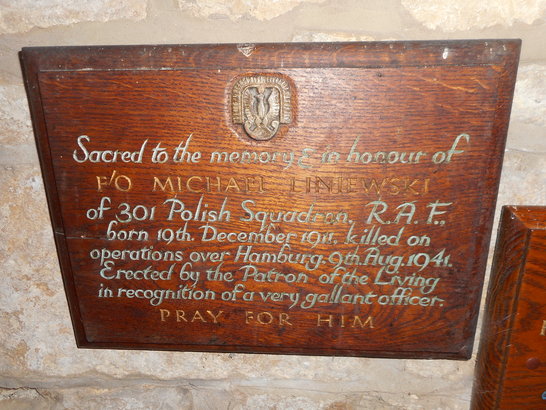 Sacred to the memory & in honour of
F/O MICHAEL LINIEWSKI
of 301 Polish Squadron, R.A.F.,
born 19th. December 1911, killed on
operations over Hamburg. 9th. Aug. 1941.
Erected by the Patron of the Living
in recognition of a very gallant officer.
PRAY FOR HIM